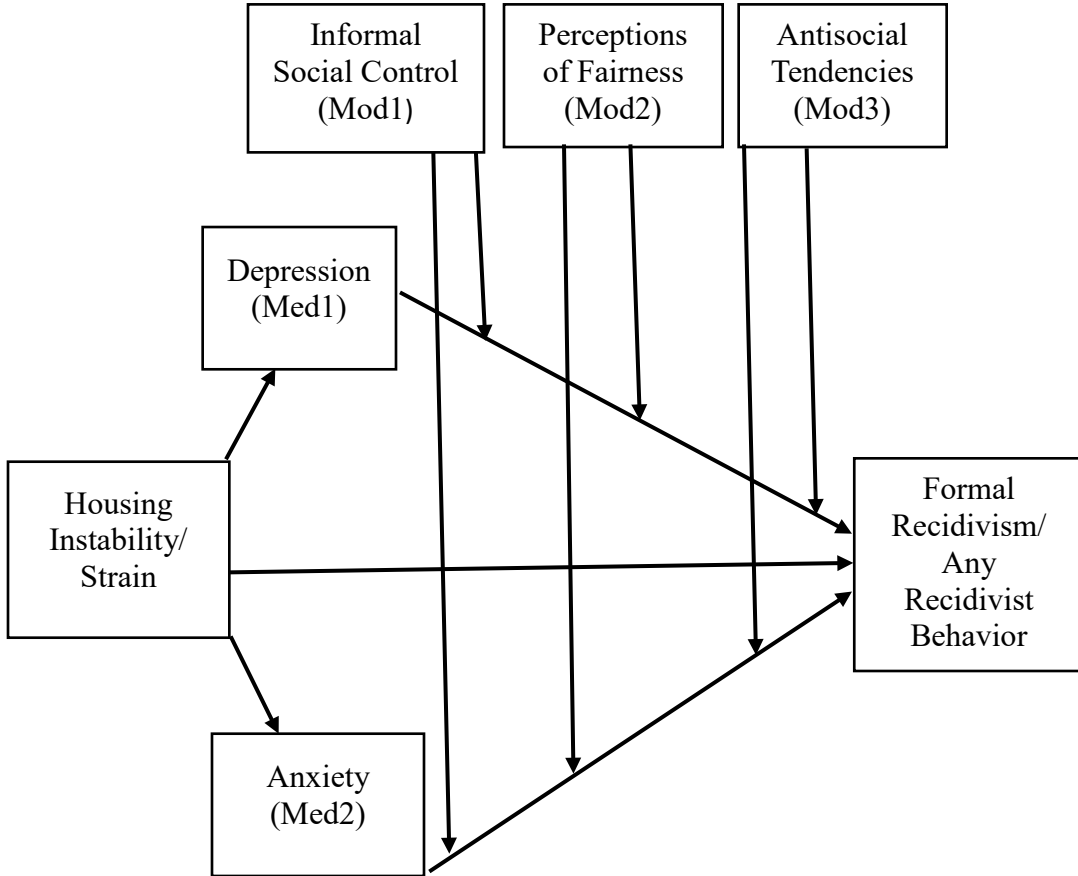 Informal
Social Control
(Mod1)
Perceptions
of Fairness
(Mod2)
Antisocial
Tendencies
(Mod3)
Depression
(Med1)
Housing
Instability/
Strain
Formal
Recidivism/
Any
Recidivist
Behavior
Anxiety
(Med2)